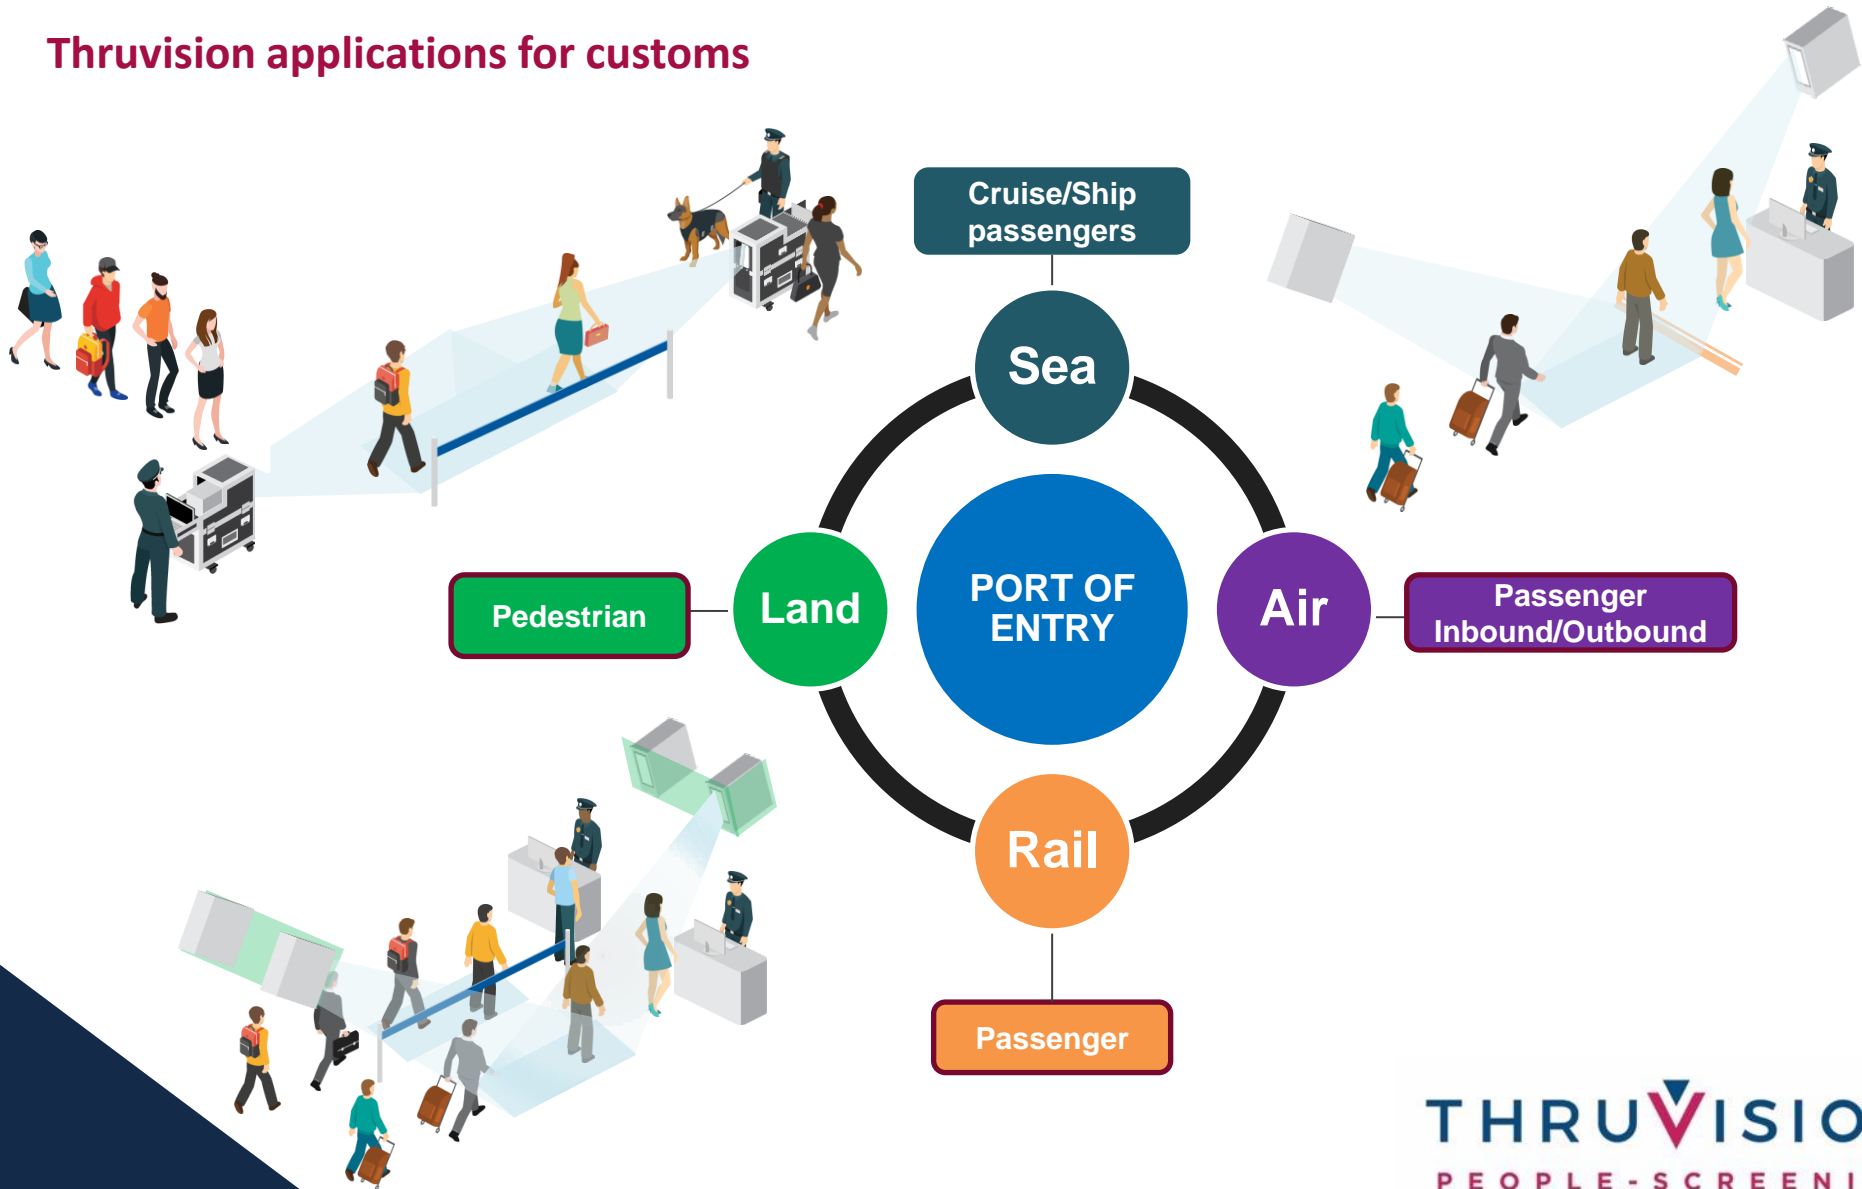 Thruvision applications for customs
Cruise/Ship
passengers
Sea
Land
PORT OF
ENTRY
Air
Pedestrian
Passenger
Inbound/Outbound
Rail
Passenger
THRUVISIO
PEOPLE-SCREENI